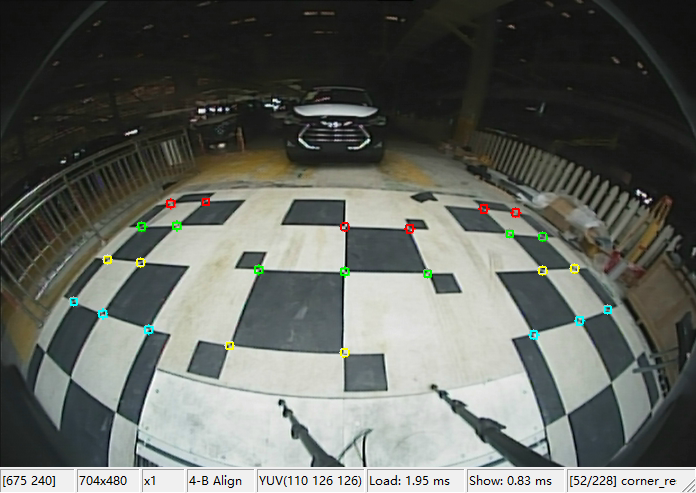 [675 240] 704x480 x1 4-B Align YUV(110 126 126) Load: 1.95 ms Show: 0.83 ms [52/228] corner_re